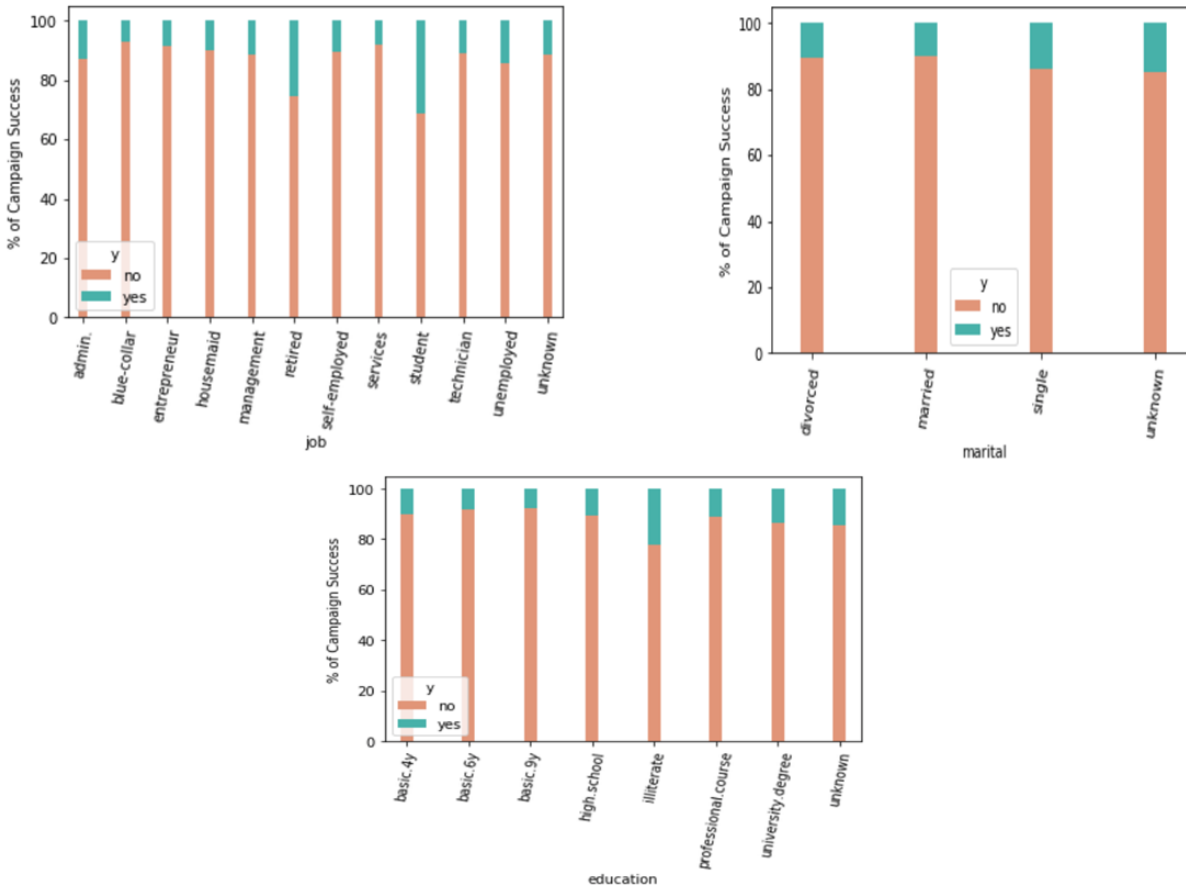 % of Campaign Success
100
80
60
40
20
0
y
no
yes
admin.
blue-collar
entrepreneur
housemaid
management
retired
self-employed
services
student
technician
unemployed
unknown
job
% of Campaign Success
100
80
60
40
20
0
y
no
yes
divorced
married
single
unknown
marital
% of Campaign Success
100
80
60
40
20
0
y
no
yes
basic.4y
basic.6y
basic.9y
high.school
illiterate
professional.course
university.degree
unknown
education